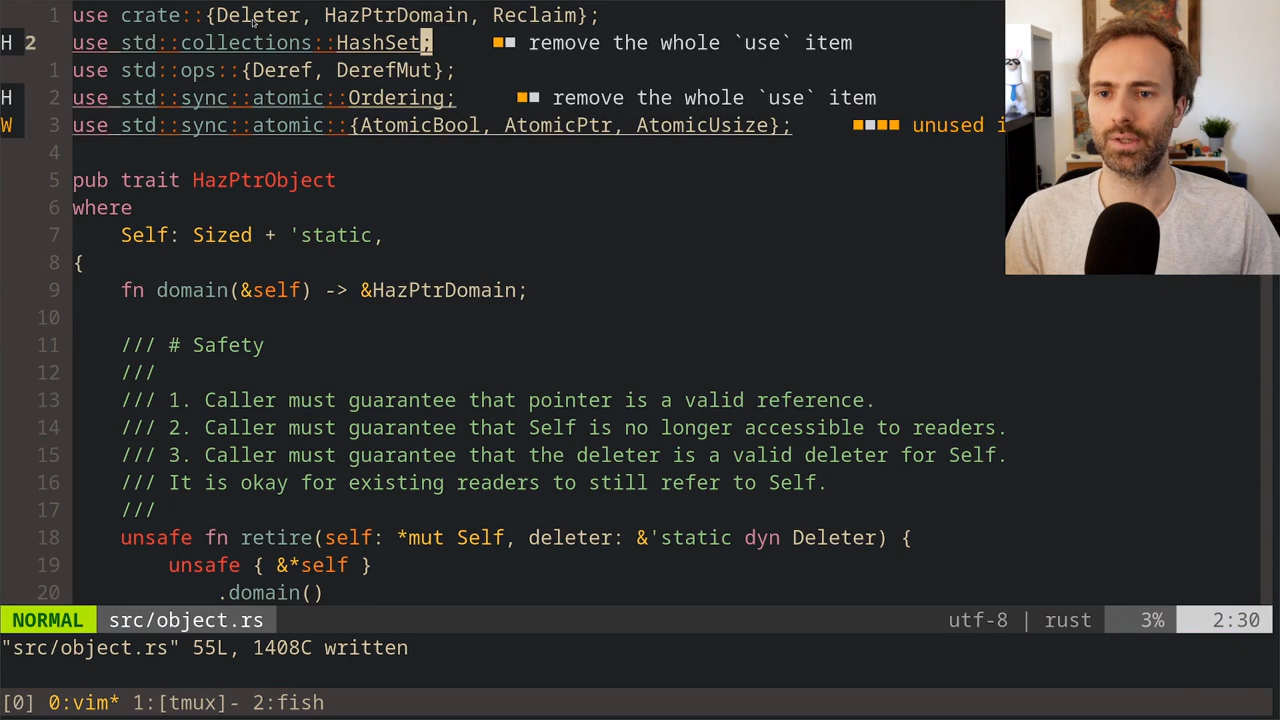 1 use crate::{Deleter, HazPtrDomain, Reclaim};
H 2 use std::collections::HashSet; remove the whole `use` item
1 use std::ops::{Deref, DerefMut};
H 2 use std::sync::atomic::Ordering; remove the whole `use` item
W 3 use std::sync::atomic::{AtomicBool, AtomicPtr, AtomicUsize}; unused i
4
5 pub trait HazPtrObject
6 where
7 Self: Sized + 'static,
8 {
9 fn domain(&self) -> &HazPtrDomain;
10
11 /// # Safety
12 ///
13 /// 1. Caller must guarantee that pointer is a valid reference.
14 /// 2. Caller must guarantee that Self is no longer accessible to readers.
15 /// 3. Caller must guarantee that the deleter is a valid deleter for Self.
16 /// It is okay for existing readers to still refer to Self.
17 ///
18 unsafe fn retire(self: *mut Self, deleter: &'static dyn Deleter) {
19 unsafe { &*self }
20 .domain()
NORMAL src/object.rs utf-8 | rust 3% 2:30
"src/object.rs" 55L, 1408C written
[0] 0:vim* 1:[tmux]- 2:fish